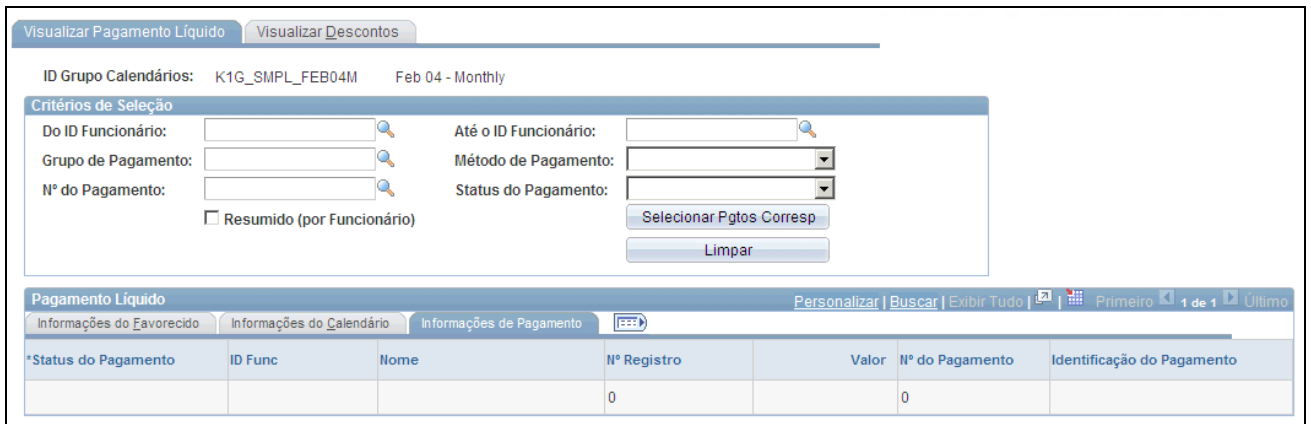 Visualizar Pagamento Líquido Visualizar Descontos
ID Grupo Calendários: K1G_SMPL_FEB04M Feb 04 - Monthly
Critérios de Seleção
Do ID Funcionário: Até o ID Funcionário:
Grupo de Pagamento: Método de Pagamento:
Nº do Pagamento: Status do Pagamento:
Resumido (por Funcionário) Selecionar Pgtos Corresp
Limpar
Pagamento Líquido Personalizar | Buscar | Exibir Tudo | | Primeiro 1 de 1 Último
Informações do Favorecido Informações do Calendário Informações de Pagamento
*Status do Pagamento ID Func Nome Nº Registro Valor Nº do Pagamento Identificação do Pagamento
0 0